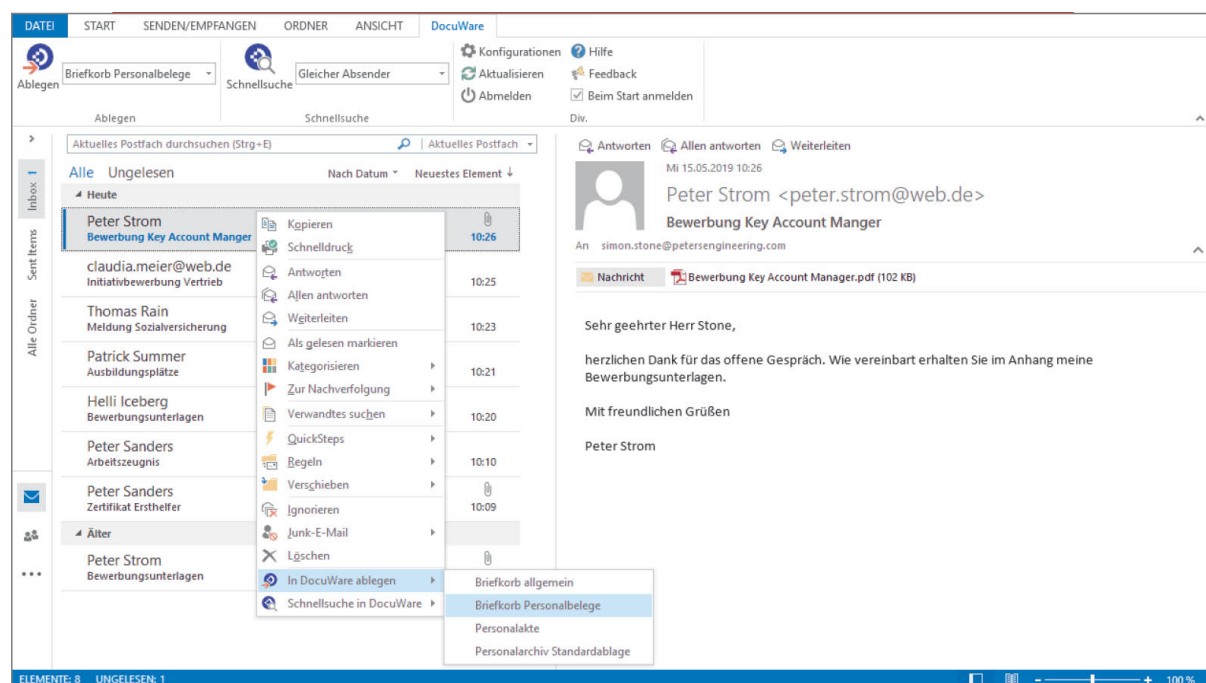 DATEI START SENDEN/EMPFANGEN ORDNER ANSICHT DocuWare
Ablegen
Briefkorb Personalbelege
Ablegen
Schnellsuche
Gleicher Absender
Schnellsuche
Konfigurationen
Aktualisieren
Abmelden
Hilfe
Feedback
Beim Start anmelden
Div.
Inbox 1
Sent Items
Alle Ordner
Aktuelles Postfach durchsuchen (Strg+E) Aktuelles Postfach
Alle Ungelesen Nach Datum Neuestes Element
Heute
Peter Strom
Bewerbung Key Account Manger 10:26
claudia.meier@web.de
Initiativbewerbung Vertrieb 10:25
Thomas Rain
Meldung Sozialversicherung 10:23
Patrick Summer
Ausbildungsplätze 10:21
Helli Iceberg
Bewerbungsunterlagen 10:20
Peter Sanders
Arbeitszeugnis 10:10
Peter Sanders
Zertifikat Ersthelfer 10:09
Älter
Peter Strom
Bewerbungsunterlagen
Kopieren
Schnelldruck
Antworten
Allen antworten
Weiterleiten
Als gelesen markieren
Kategorisieren
Zur Nachverfolgung
Verwandtes suchen
QuickSteps
Regeln
Verschieben
Ignorieren
Junk-E-Mail
Löschen
In DocuWare ablegen
Schnellsuche in DocuWare
Briefkorb allgemein
Briefkorb Personalbelege
Personalakte
Personalarchiv Standardablage
Antworten Allen antworten Weiterleiten
Mi 15.05.2019 10:26
Peter Strom <peter.strom@web.de>
Bewerbung Key Account Manger
An simon.stone@petersengineering.com
Nachricht Bewerbung Key Account Manager.pdf (102 KB)
Sehr geehrter Herr Stone,
herzlichen Dank für das offene Gespräch. Wie vereinbart erhalten Sie im Anhang meine
Bewerbungsunterlagen.
Mit freundlichen Grüßen
Peter Strom
ELEMENTE: 8 UNGELESEN: 1 100 %